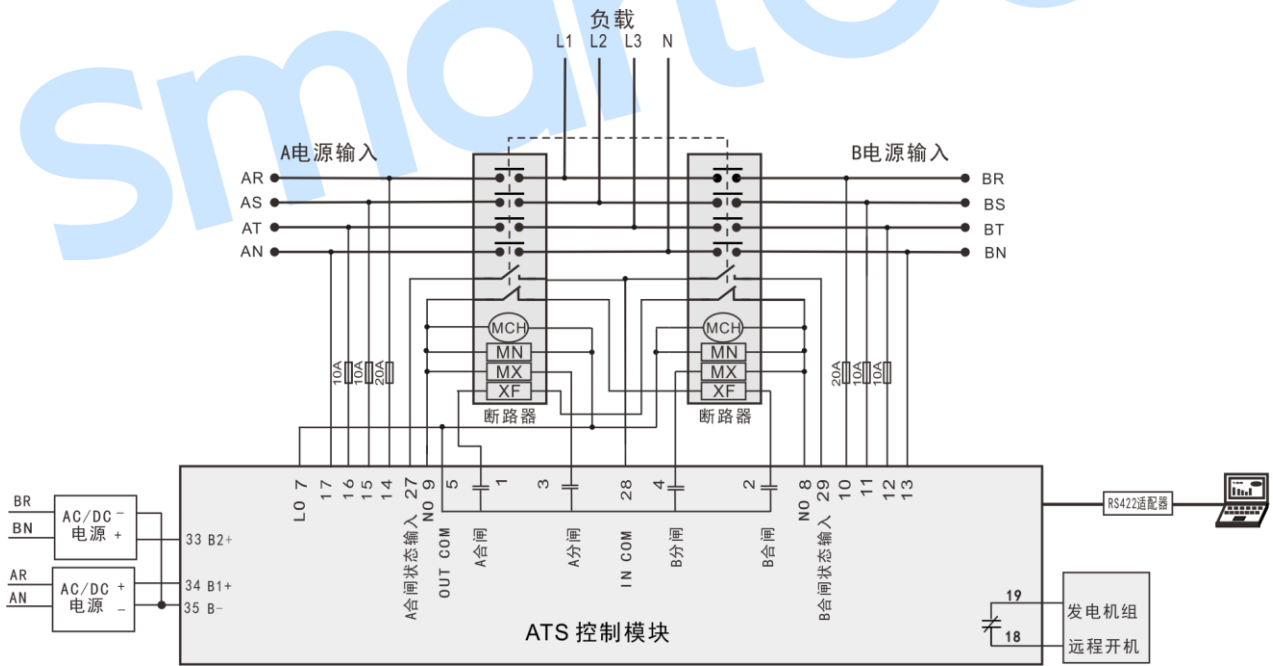 smart
负载
L1 L2 L3 N
A电源输入
B电源输入
AR
BR
AS
BS
AT
BT
AN
BN
MCH
MCH
MN
MN
MX
MX
XF
XF
10A
10A
20A
20A
10A
10A
断路器
断路器
LO 7
17
16
15
14
A合闸状态输入 27
NO 9
OUT COM 5
A合闸 1
A分闸 3
IN COM 28
B分闸 4
B合闸 2
NO 8
B合闸状态输入 29
10
11
12
13
BR
BN
AC/DC -
电源 +
33 B2+
AR
AN
AC/DC +
电源 -
34 B1+
35 B-
ATS 控制模块
RS422适配器
19
18
发电机组
远程开机